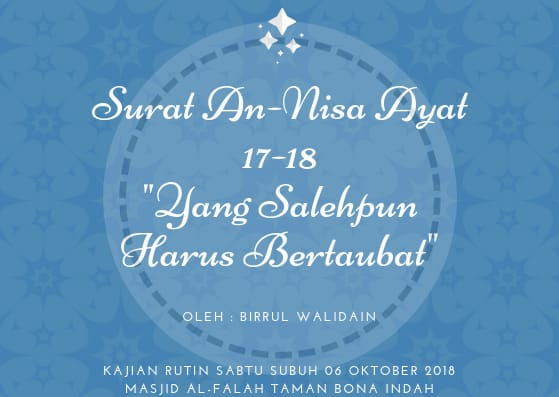 Surat An-Nisa Ayat
17-18
"Yang Salehpun
Harus Bertaubat"
OLEH : BIRRUL WALIDAIN
KAJIAN RUTIN SABTU SUBUH 06 OKTOBER 2018
MASJID AL-FALAH TAMAN BONA INDAH